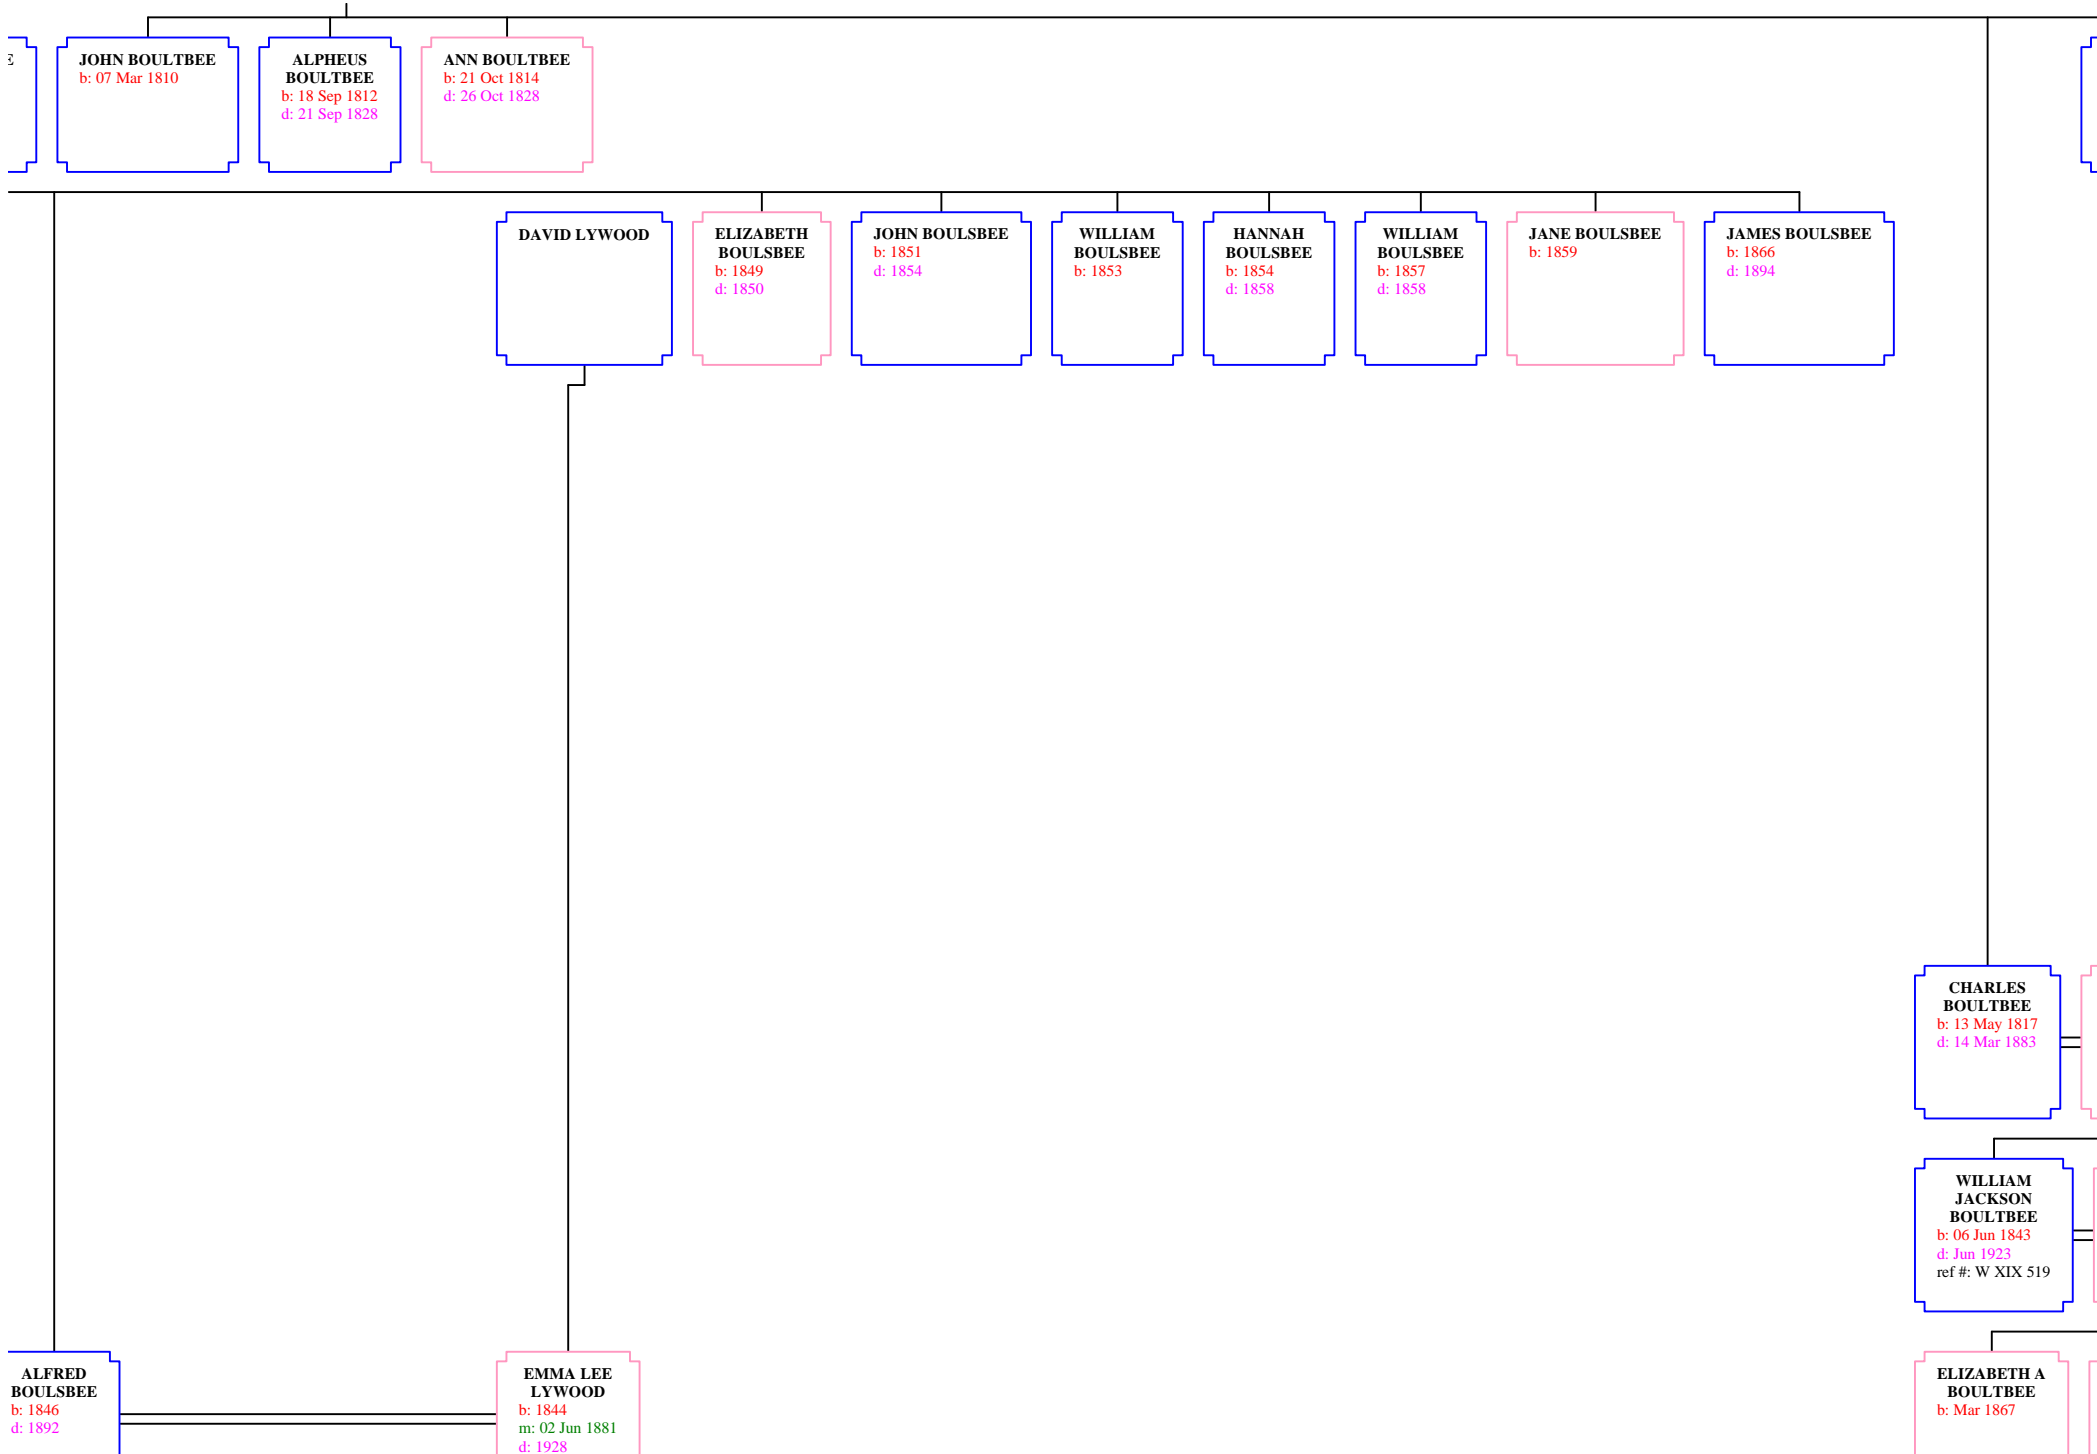 E
JOHN BOULTBEE
b: 07 Mar 1810
ALPHEUS
BOULTBEE
b: 18 Sep 1812
d: 21 Sep 1828
ANN BOULTBEE
b: 21 Oct 1814
d: 26 Oct 1828
DAVID LYWOOD
ELIZABETH
BOULSBEE
b: 1849
d: 1850
JOHN BOULSBEE
b: 1851
d: 1854
WILLIAM
BOULSBEE
b: 1853
HANNAH
BOULSBEE
b: 1854
d: 1858
WILLIAM
BOULSBEE
b: 1857
d: 1858
JANE BOULSBEE
b: 1859
JAMES BOULSBEE
b: 1866
d: 1894
CHARLES
BOULTBEE
b: 13 May 1817
d: 14 Mar 1883
WILLIAM
JACKSON
BOULTBEE
b: 06 Jun 1843
d: Jun 1923
ref #: W XIX 519
ALFRED
BOULSBEE
b: 1846
d: 1892
EMMA LEE
LYWOOD
b: 1844
m: 02 Jun 1881
d: 1928
ELIZABETH A
BOULTBEE
b: Mar 1867